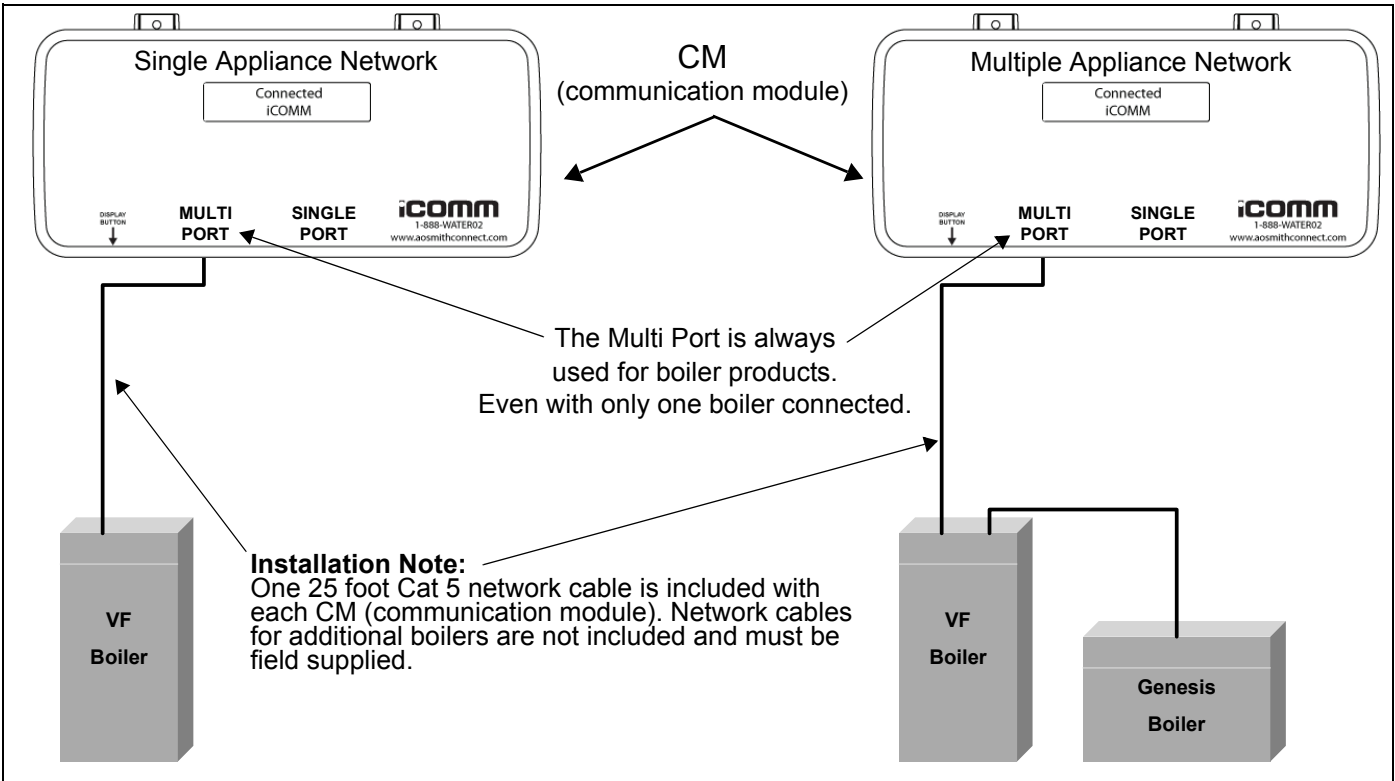 Single Appliance Network
Connected
iCOMM
DISPLAY
BUTTON
MULTI
PORT
SINGLE
PORT
iCOMM
1-888-WATER02
www.aosmithconnect.com
CM
(communication module)
Multiple Appliance Network
Connected
iCOMM
DISPLAY
BUTTON
MULTI
PORT
SINGLE
PORT
iCOMM
1-888-WATER02
www.aosmithconnect.com
The Multi Port is always
used for boiler products.
Even with only one boiler connected.
Installation Note:
One 25 foot Cat 5 network cable is included with
each CM (communication module). Network cables
for additional boilers are not included and must be
field supplied.
VF
Boiler
VF
Boiler
Genesis
Boiler